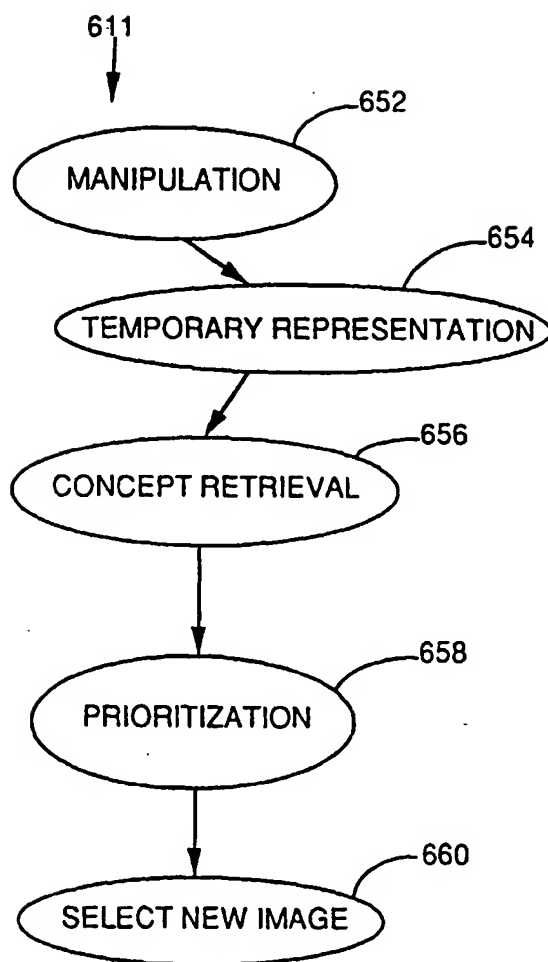 611
652
MANIPULATION
654
TEMPORARY REPRESENTATION
656
CONCEPT RETRIEVAL
658
PRIORITIZATION
660
SELECT NEW IMAGE